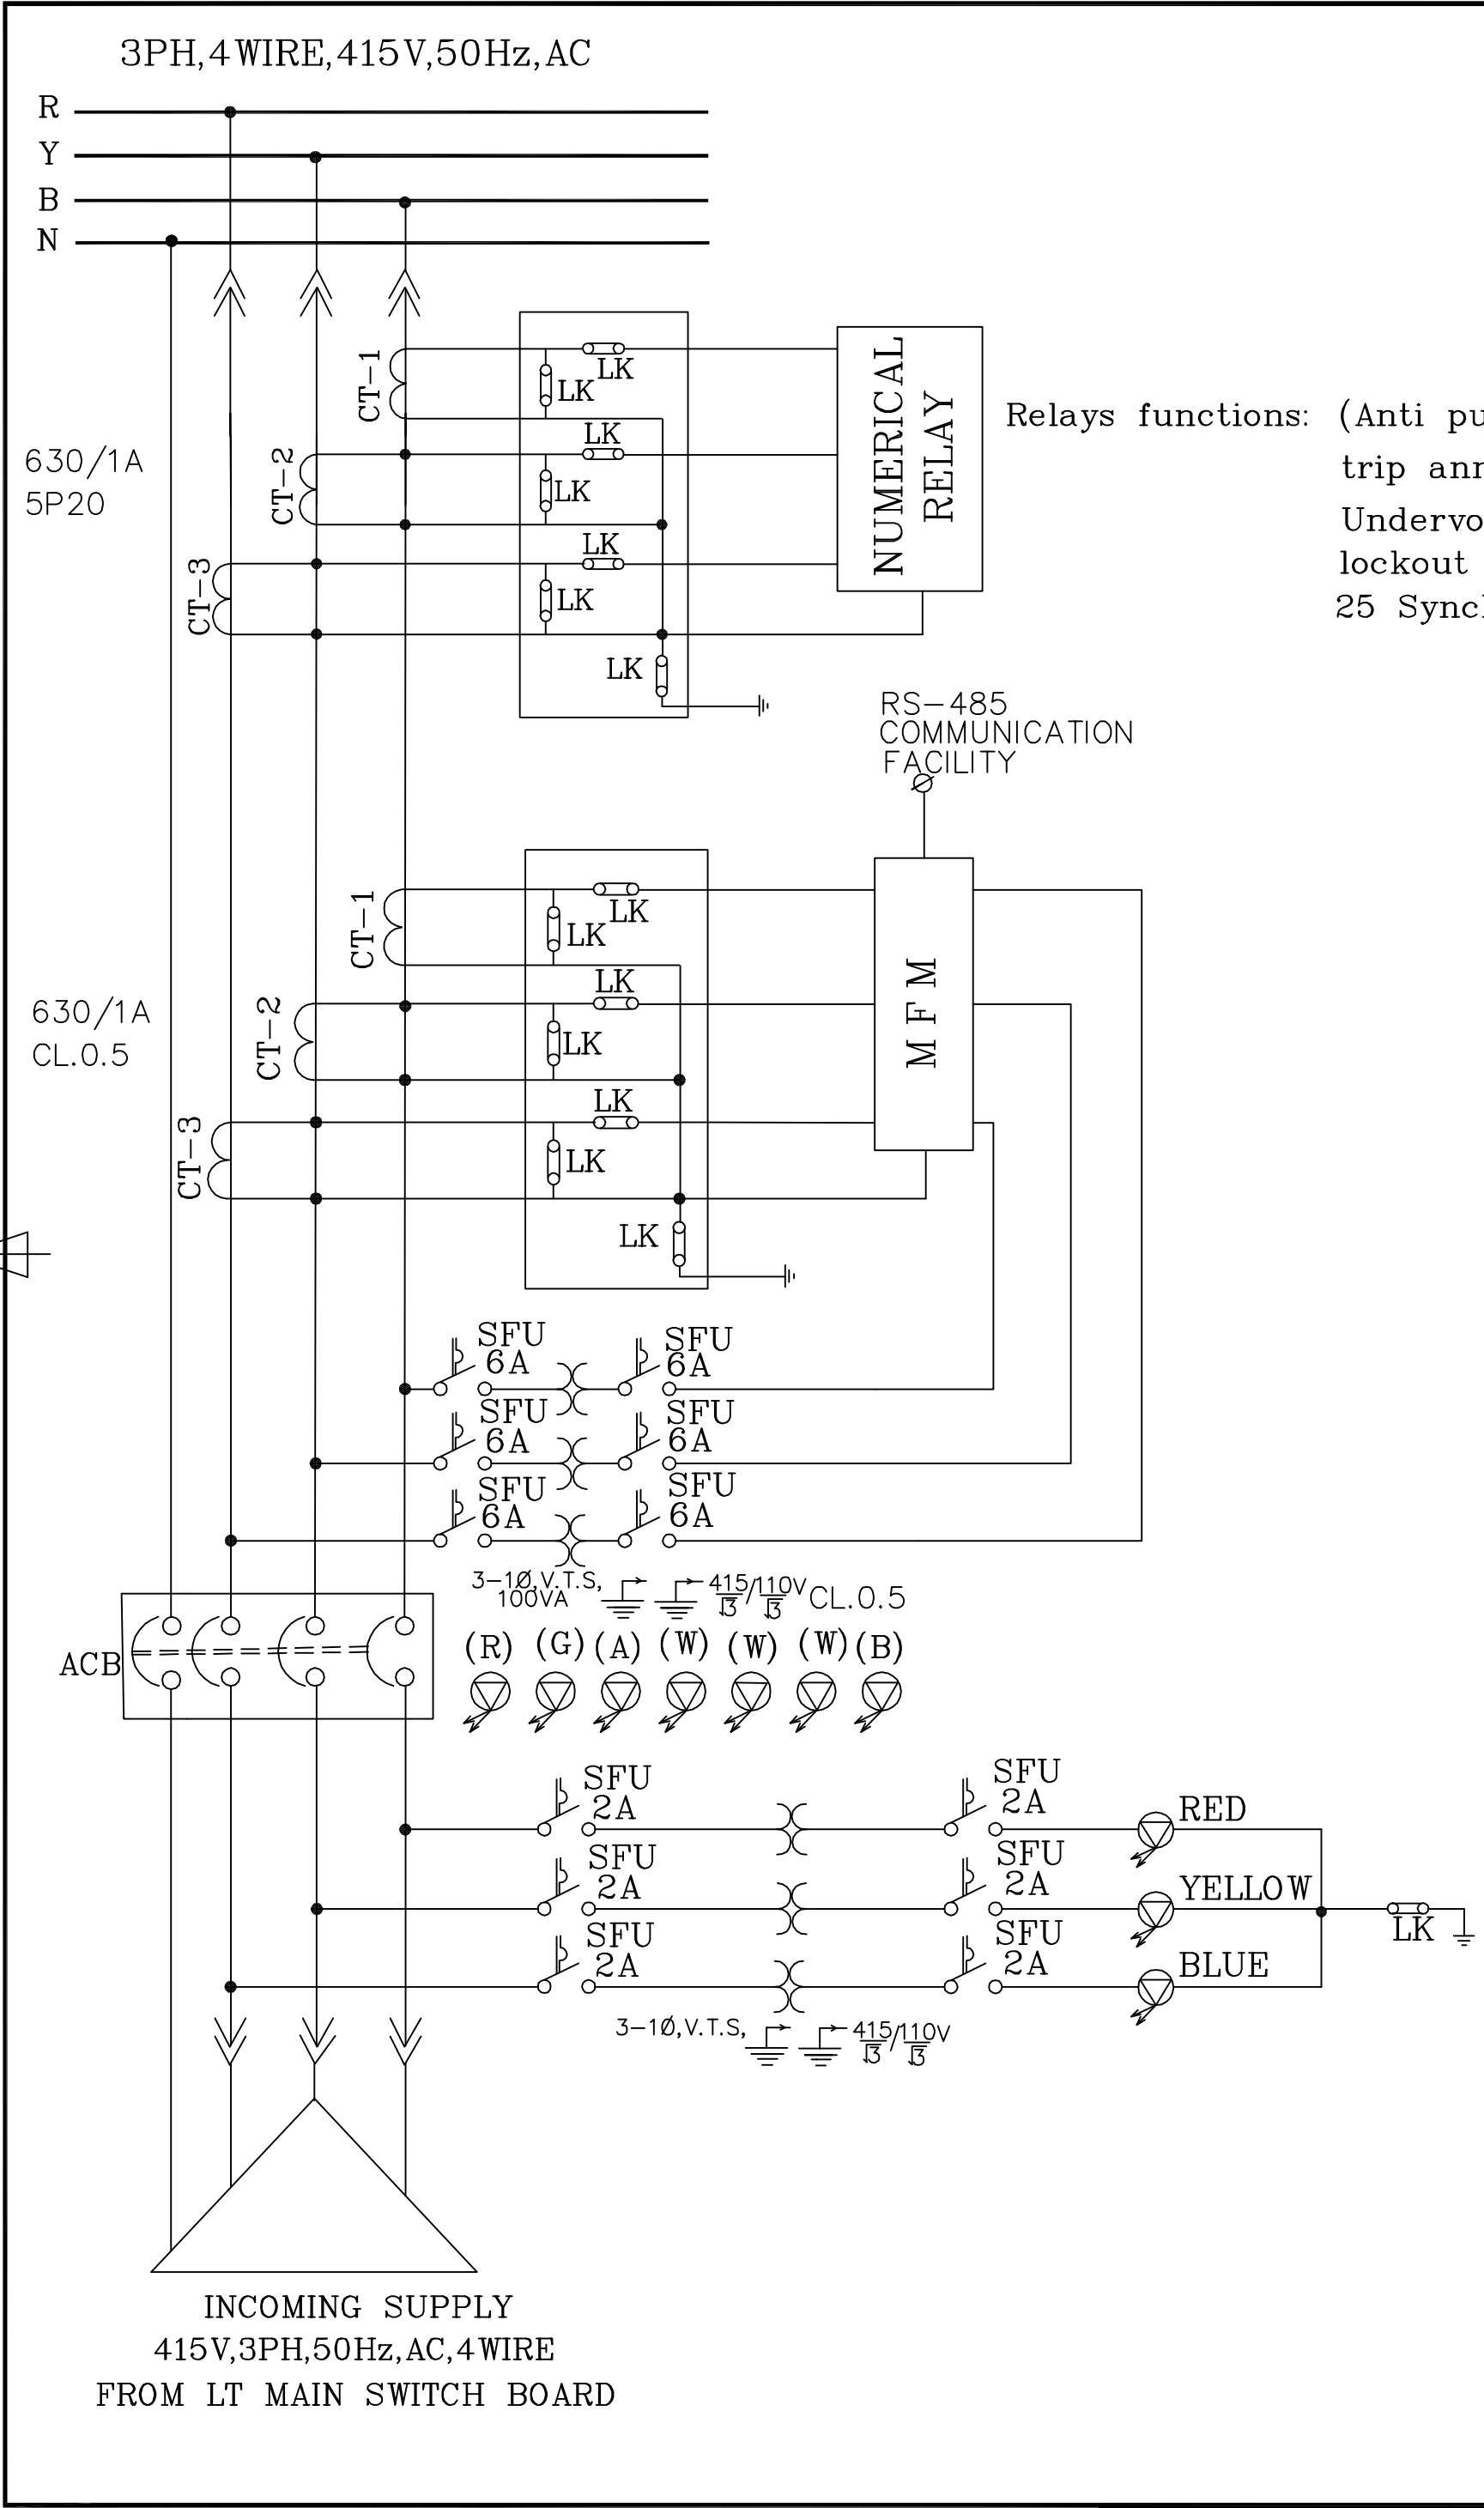 3PH,4WIRE,415V,50Hz,AC
R
Y
B
N
CT-1
LK
LK
NUMERICAL
RELAY
Relays functions: (Anti pu
630/1A
5P20
CT-2
LK
LK
trip ann
Undervo
lockout
25 Sync
CT-3
LK
LK
LK
RS-485
COMMUNICATION
FACILITY
CT-1
LK
LK
MFM
630/1A
CL.0.5
CT-2
LK
LK
CT-3
LK
LK
LK
SFU
6A
SFU
6A
SFU
6A
SFU
6A
SFU
6A
SFU
6A
3-1Ø,V.T.S,
100VA
415/√3/110V/√3 CL.0.5
ACB
(R) (G) (A) (W) (W) (W) (B)
SFU
2A
SFU
2A
RED
SFU
2A
SFU
2A
YELLOW
LK
SFU
2A
SFU
2A
BLUE
3-1Ø,V.T.S,
415/√3/110V/√3
INCOMING SUPPLY
415V,3PH,50Hz,AC,4WIRE
FROM LT MAIN SWITCH BOARD